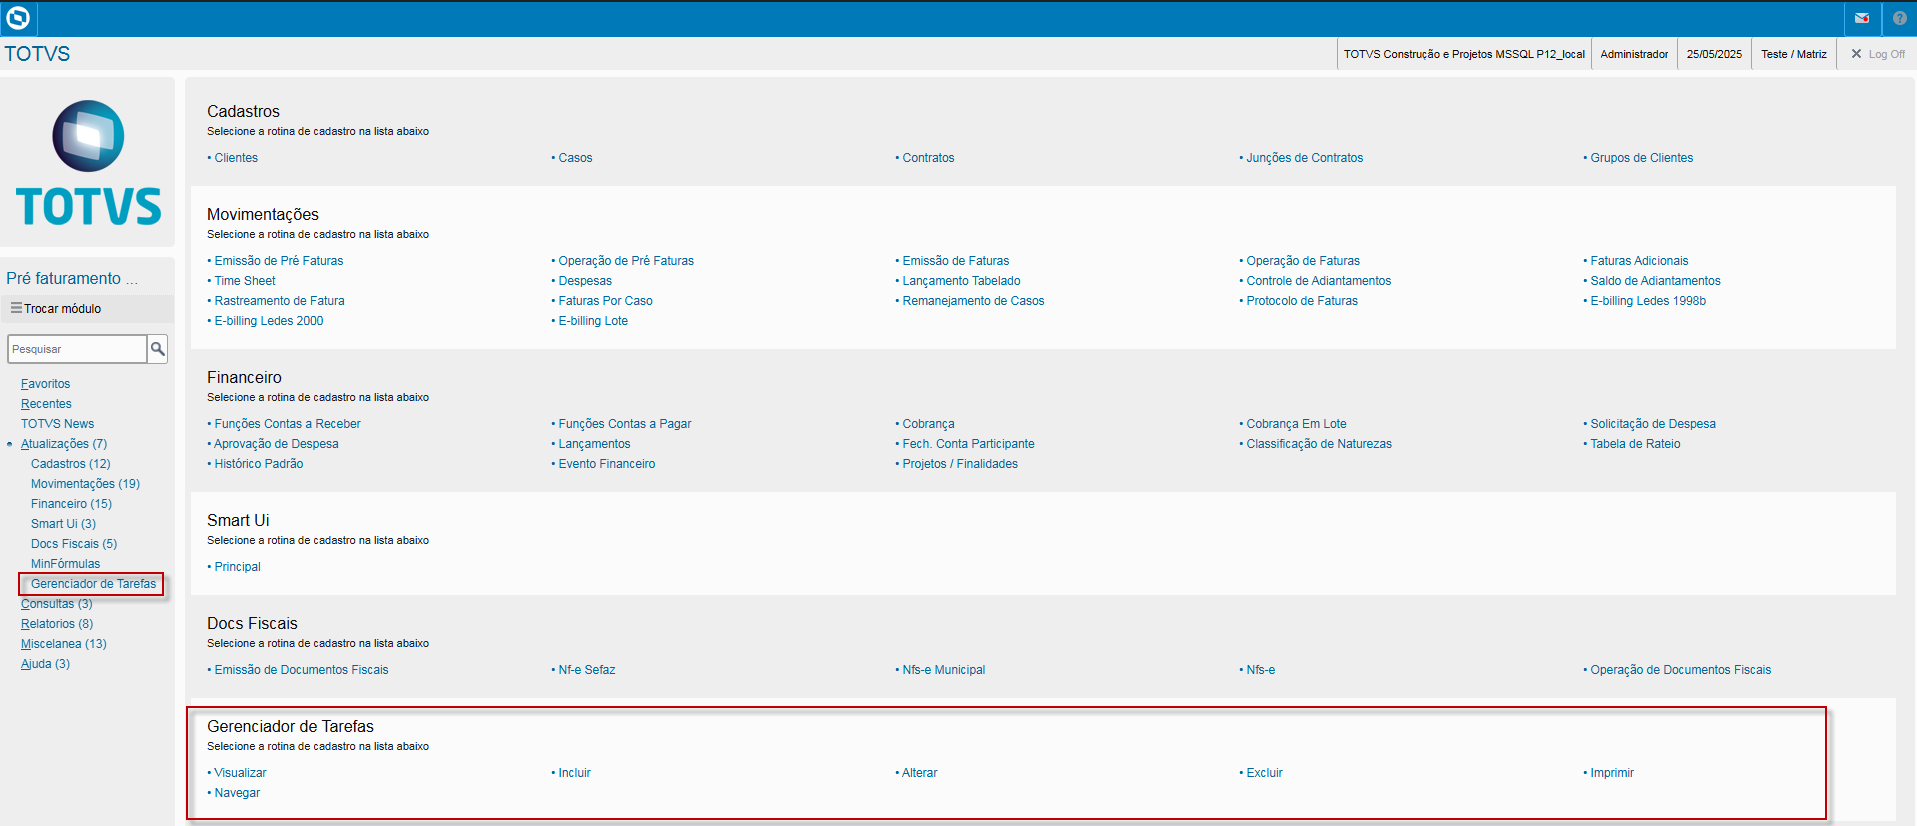 TOTVS
TOTVS Construção e Projetos MSSQL P12_local
Administrador
25/05/2025
Teste / Matriz
Log Off
TOTVS
Pré faturamento ...
Trocar módulo
Pesquisar
Favoritos
Recentes
TOTVS News
Atualizações (7)
Cadastros (12)
Movimentações (19)
Financeiro (15)
Smart Ui (3)
Docs Fiscais (5)
MinFórmulas
Gerenciador de Tarefas
Consultas (3)
Relatorios (8)
Miscelanea (13)
Ajuda (3)
Cadastros
Selecione a rotina de cadastro na lista abaixo
• Clientes • Casos • Contratos • Junções de Contratos • Grupos de Clientes
Movimentações
Selecione a rotina de cadastro na lista abaixo
• Emissão de Pré Faturas • Operação de Pré Faturas • Emissão de Faturas • Operação de Faturas • Faturas Adicionais
• Time Sheet • Despesas • Lançamento Tabelado • Controle de Adiantamentos • Saldo de Adiantamentos
• Rastreamento de Fatura • Faturas Por Caso • Remanejamento de Casos • Protocolo de Faturas • E-billing Ledes 1998b
• E-billing Ledes 2000 • E-billing Lote
Financeiro
Selecione a rotina de cadastro na lista abaixo
• Funções Contas a Receber • Funções Contas a Pagar • Cobrança • Cobrança Em Lote • Solicitação de Despesa
• Aprovação de Despesa • Lançamentos • Fech. Conta Participante • Classificação de Naturezas • Tabela de Rateio
• Histórico Padrão • Evento Financeiro • Projetos / Finalidades
Smart Ui
Selecione a rotina de cadastro na lista abaixo
• Principal
Docs Fiscais
Selecione a rotina de cadastro na lista abaixo
• Emissão de Documentos Fiscais • Nf-e Sefaz • Nfs-e Municipal • Nfs-e • Operação de Documentos Fiscais
Gerenciador de Tarefas
Selecione a rotina de cadastro na lista abaixo
• Visualizar • Incluir • Alterar • Excluir • Imprimir
• Navegar